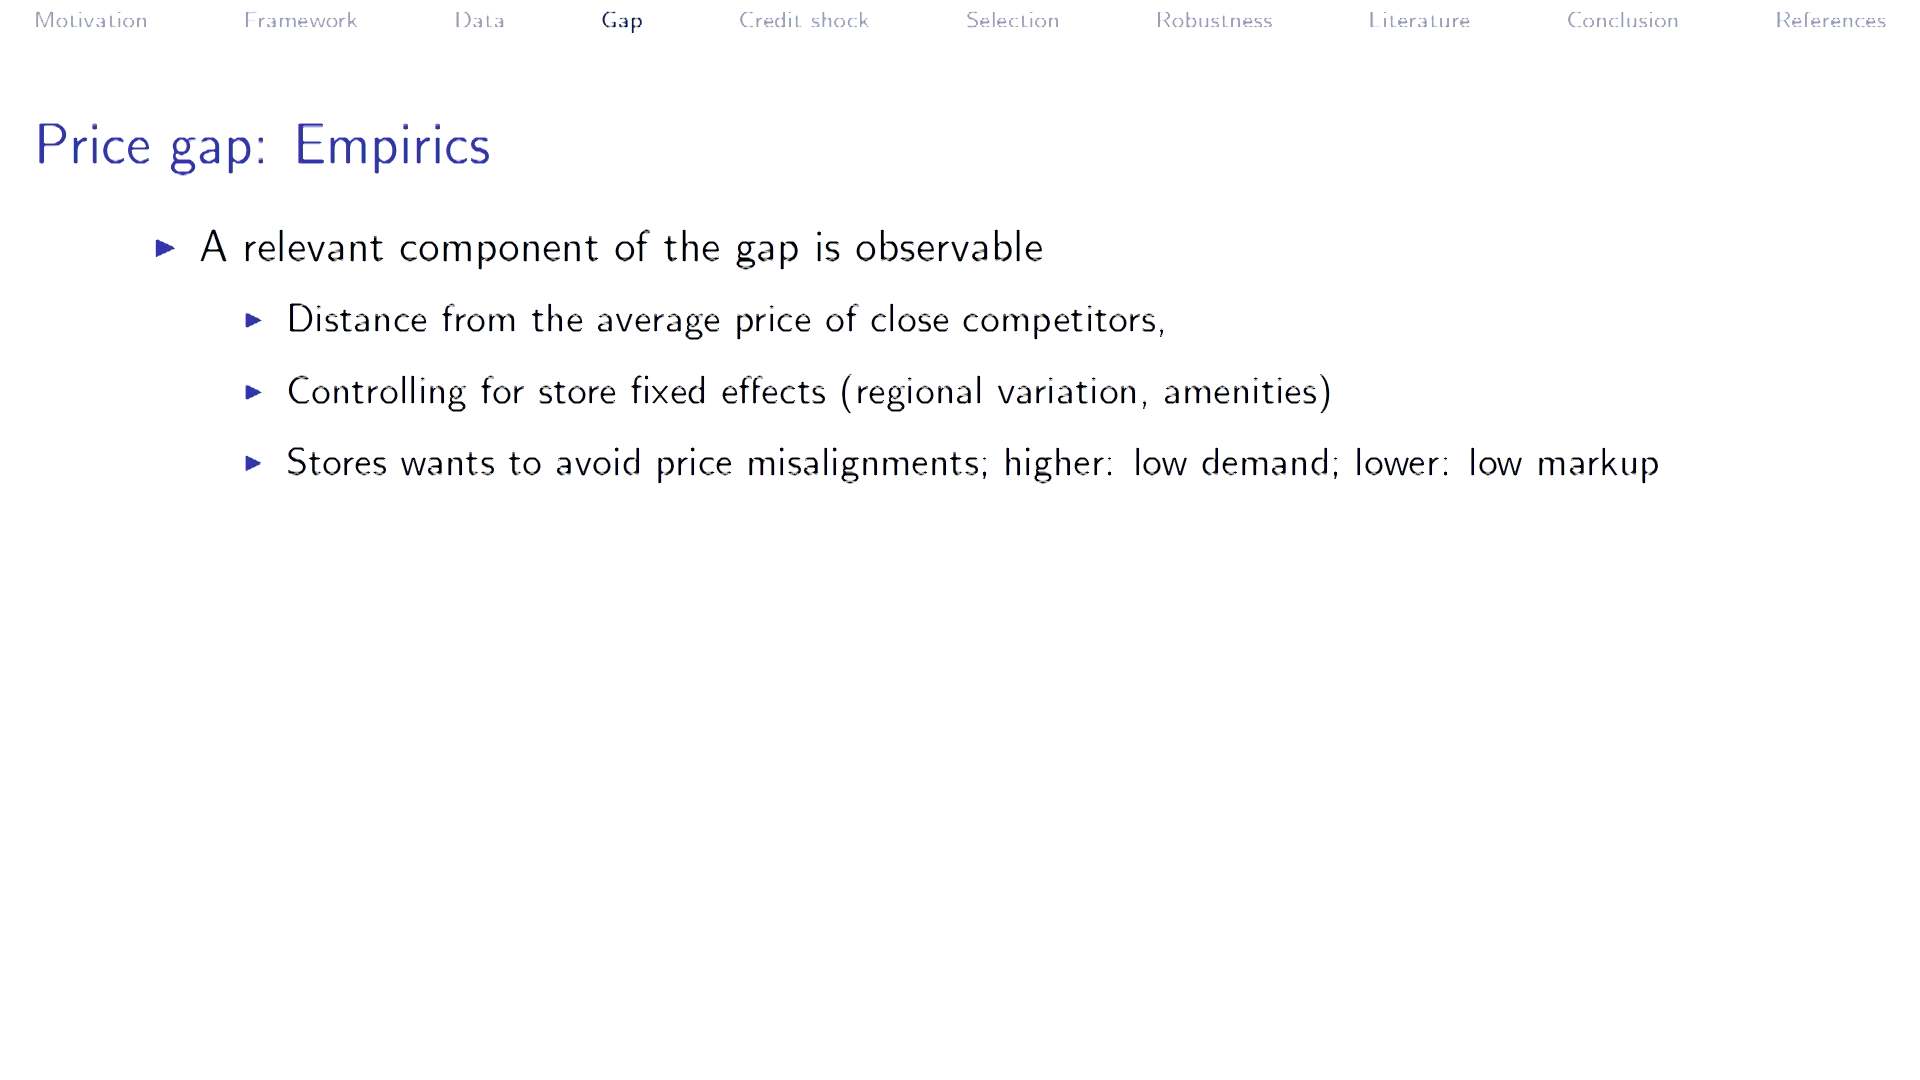 Motivation Framework Data Gap Credit shock Selection Robustness Literature Conclusion References
Price gap: Empirics
▶ A relevant component of the gap is observable
▶ Distance from the average price of close competitors,
▶ Controlling for store fixed effects (regional variation, amenities)
▶ Stores wants to avoid price misalignments; higher: low demand; lower: low markup